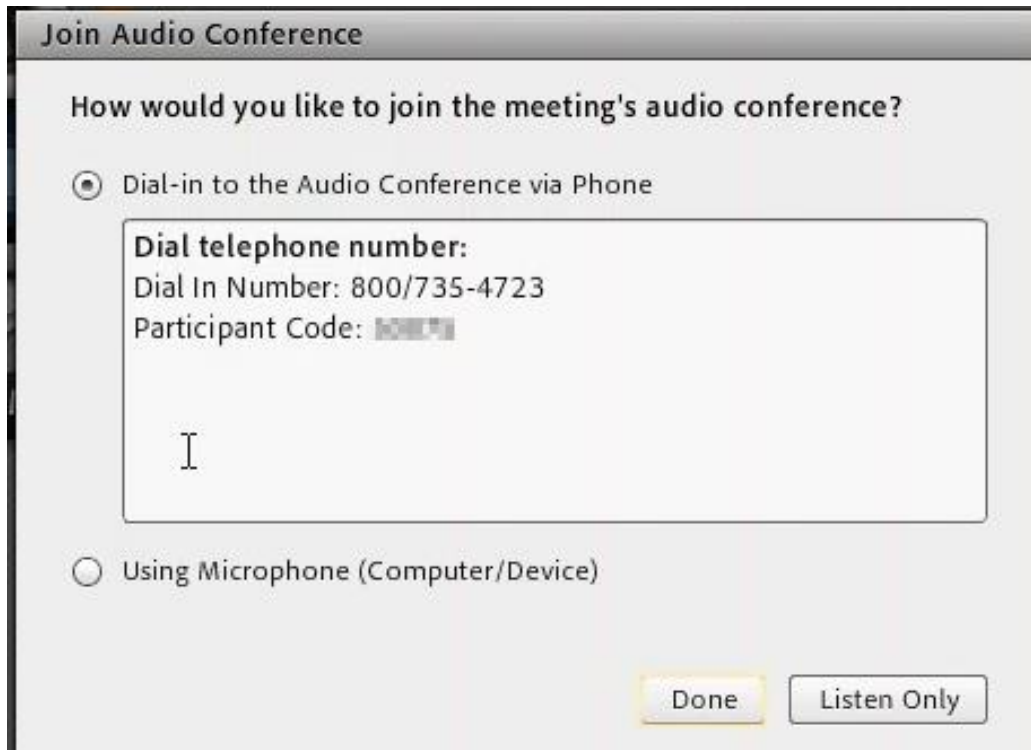 Join Audio Conference
How would you like to join the meeting's audio conference?
Dial-in to the Audio Conference via Phone
Dial telephone number:
Dial In Number: 800/735-4723
Participant Code:
Using Microphone (Computer/Device)
Done
Listen Only